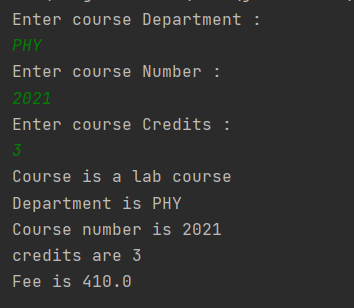 Enter course Department :
PHY
Enter course Number :
2021
Enter course Credits :
3
Course is a lab course
Department is PHY
Course number is 2021
credits are 3
Fee is 410.0